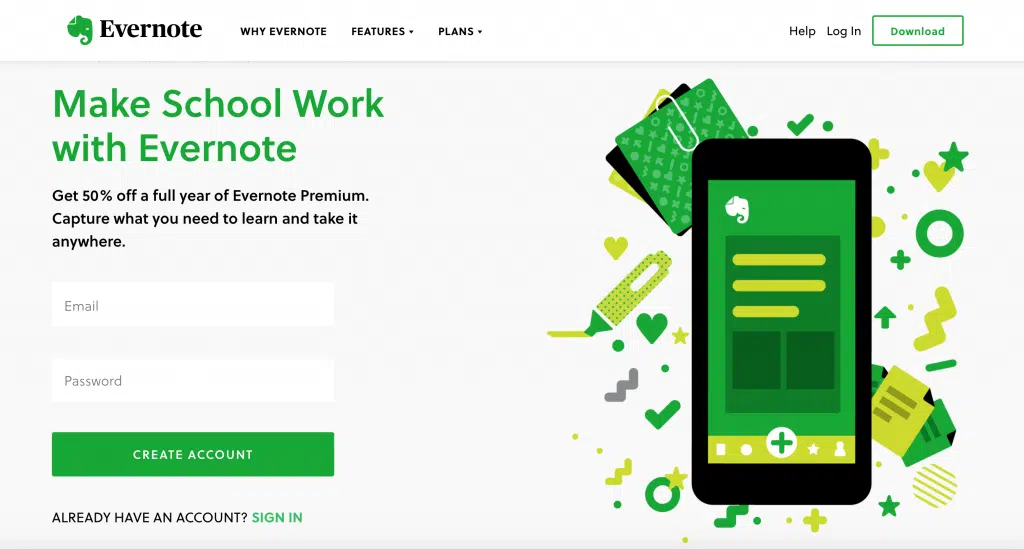 Evernote
WHY EVERNOTE
FEATURES
PLANS
Help
Log In
Download
Make School Work
with Evernote
Get 50% off a full year of Evernote Premium.
Capture what you need to learn and take it
anywhere.
Email
Password
CREATE ACCOUNT
ALREADY HAVE AN ACCOUNT? SIGN IN